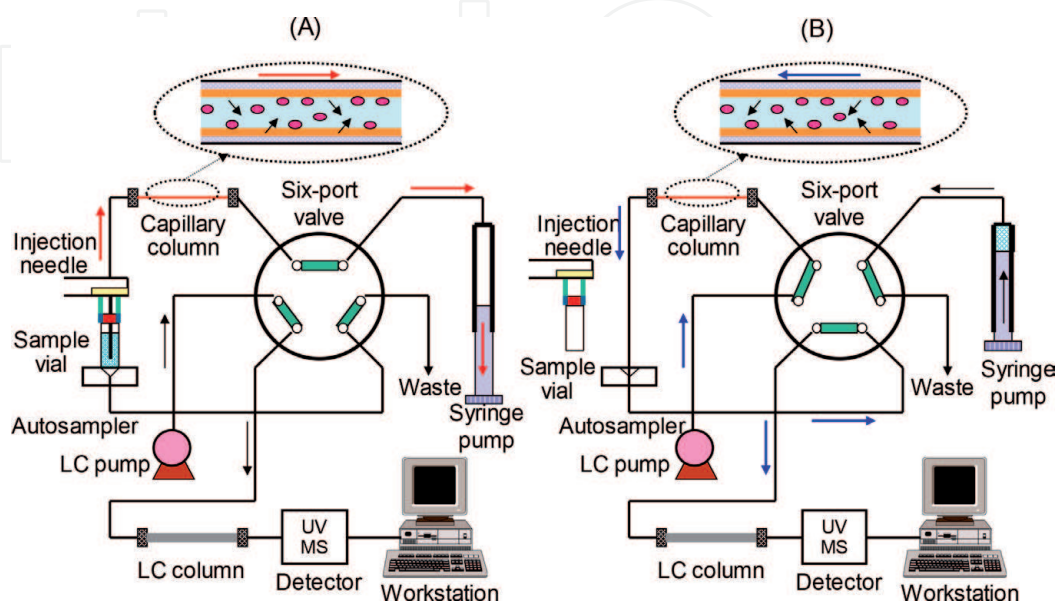 (A)
Six-port
valve
Capillary
column
Injection
needle
Sample
vial
Waste
Syringe
pump
Autosampler
LC pump
UV
MS
LC column
Detector
Workstation
(B)
Six-port
valve
Capillary
column
Injection
needle
Sample
vial
Waste
Syringe
pump
Autosampler
LC pump
UV
MS
LC column
Detector
Workstation